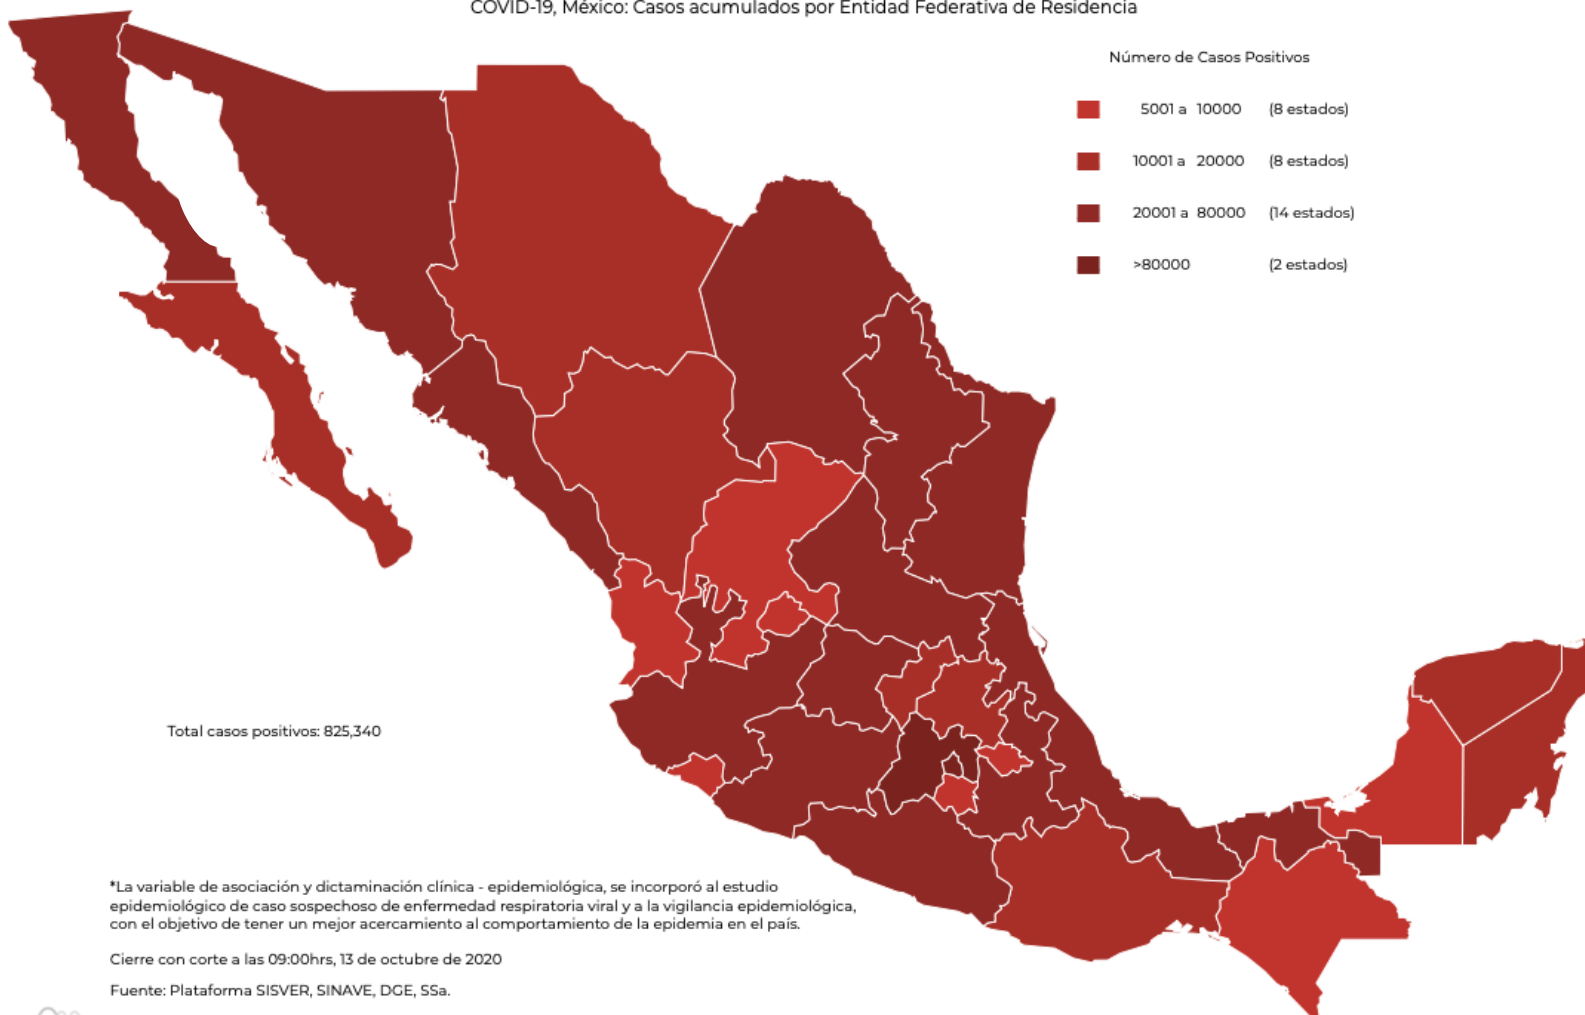 COVID-19, México: Casos acumulados por Entidad Federativa de Residencia
Número de Casos Positivos
5001 a 10000 (8 estados)
10001 a 20000 (8 estados)
20001 a 80000 (14 estados)
>80000 (2 estados)
Total casos positivos: 825,340
*La variable de asociación y dictaminación clínica - epidemiológica, se incorporó al estudio
epidemiológico de caso sospechoso de enfermedad respiratoria viral y a la vigilancia epidemiológica,
con el objetivo de tener un mejor acercamiento al comportamiento de la epidemia en el país.
Cierre con corte a las 09:00hrs, 13 de octubre de 2020
Fuente: Plataforma SISVER, SINAVE, DGE, SSa.